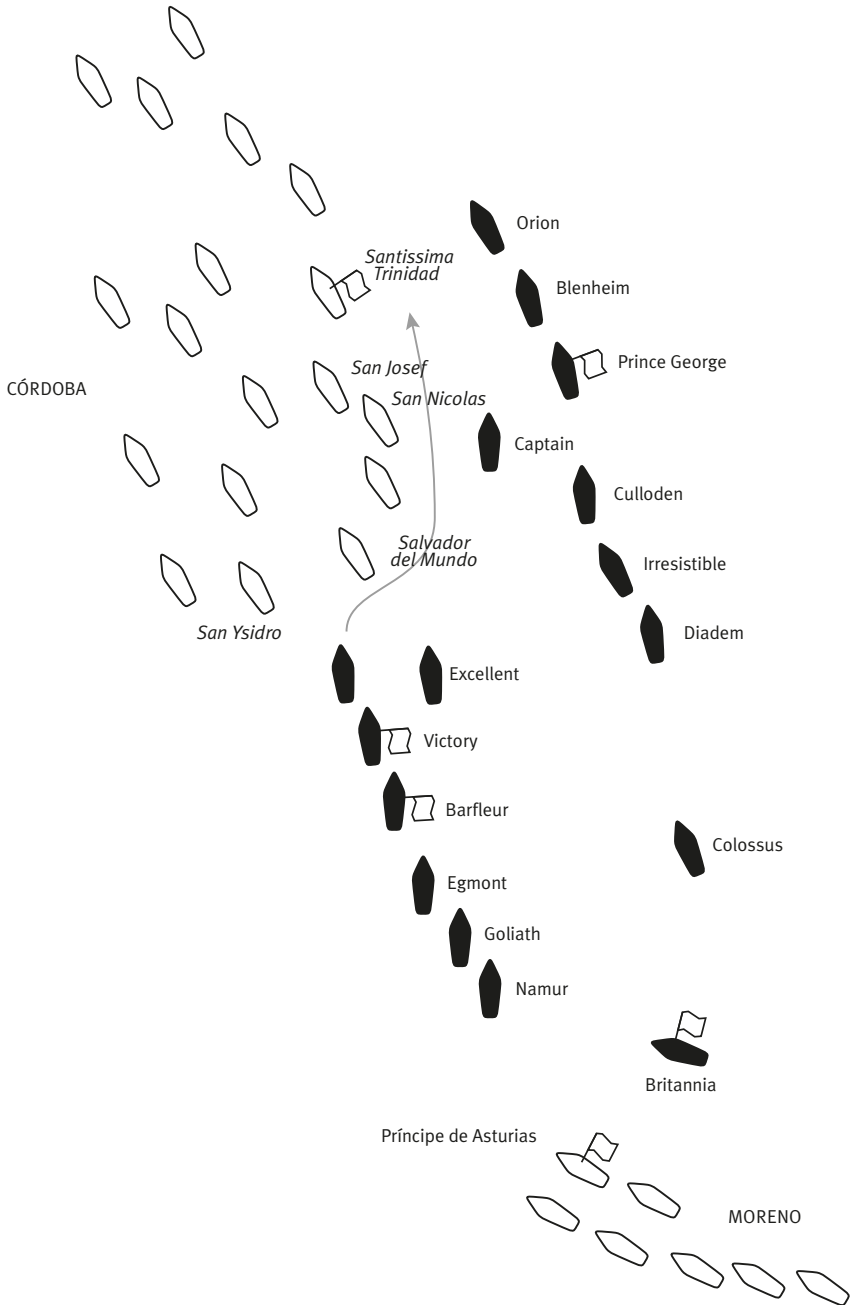 Orion
Santissima
Trinidad
Blenheim
Prince George
San Josef
CÓRDOBA
San Nicolas
Captain
Culloden
Salvador
del Mundo
Irresistible
San Ysidro
Diadem
Excellent
Victory
Barfleur
Colossus
Egmont
Goliath
Namur
Britannia
Príncipe de Asturias
MORENO